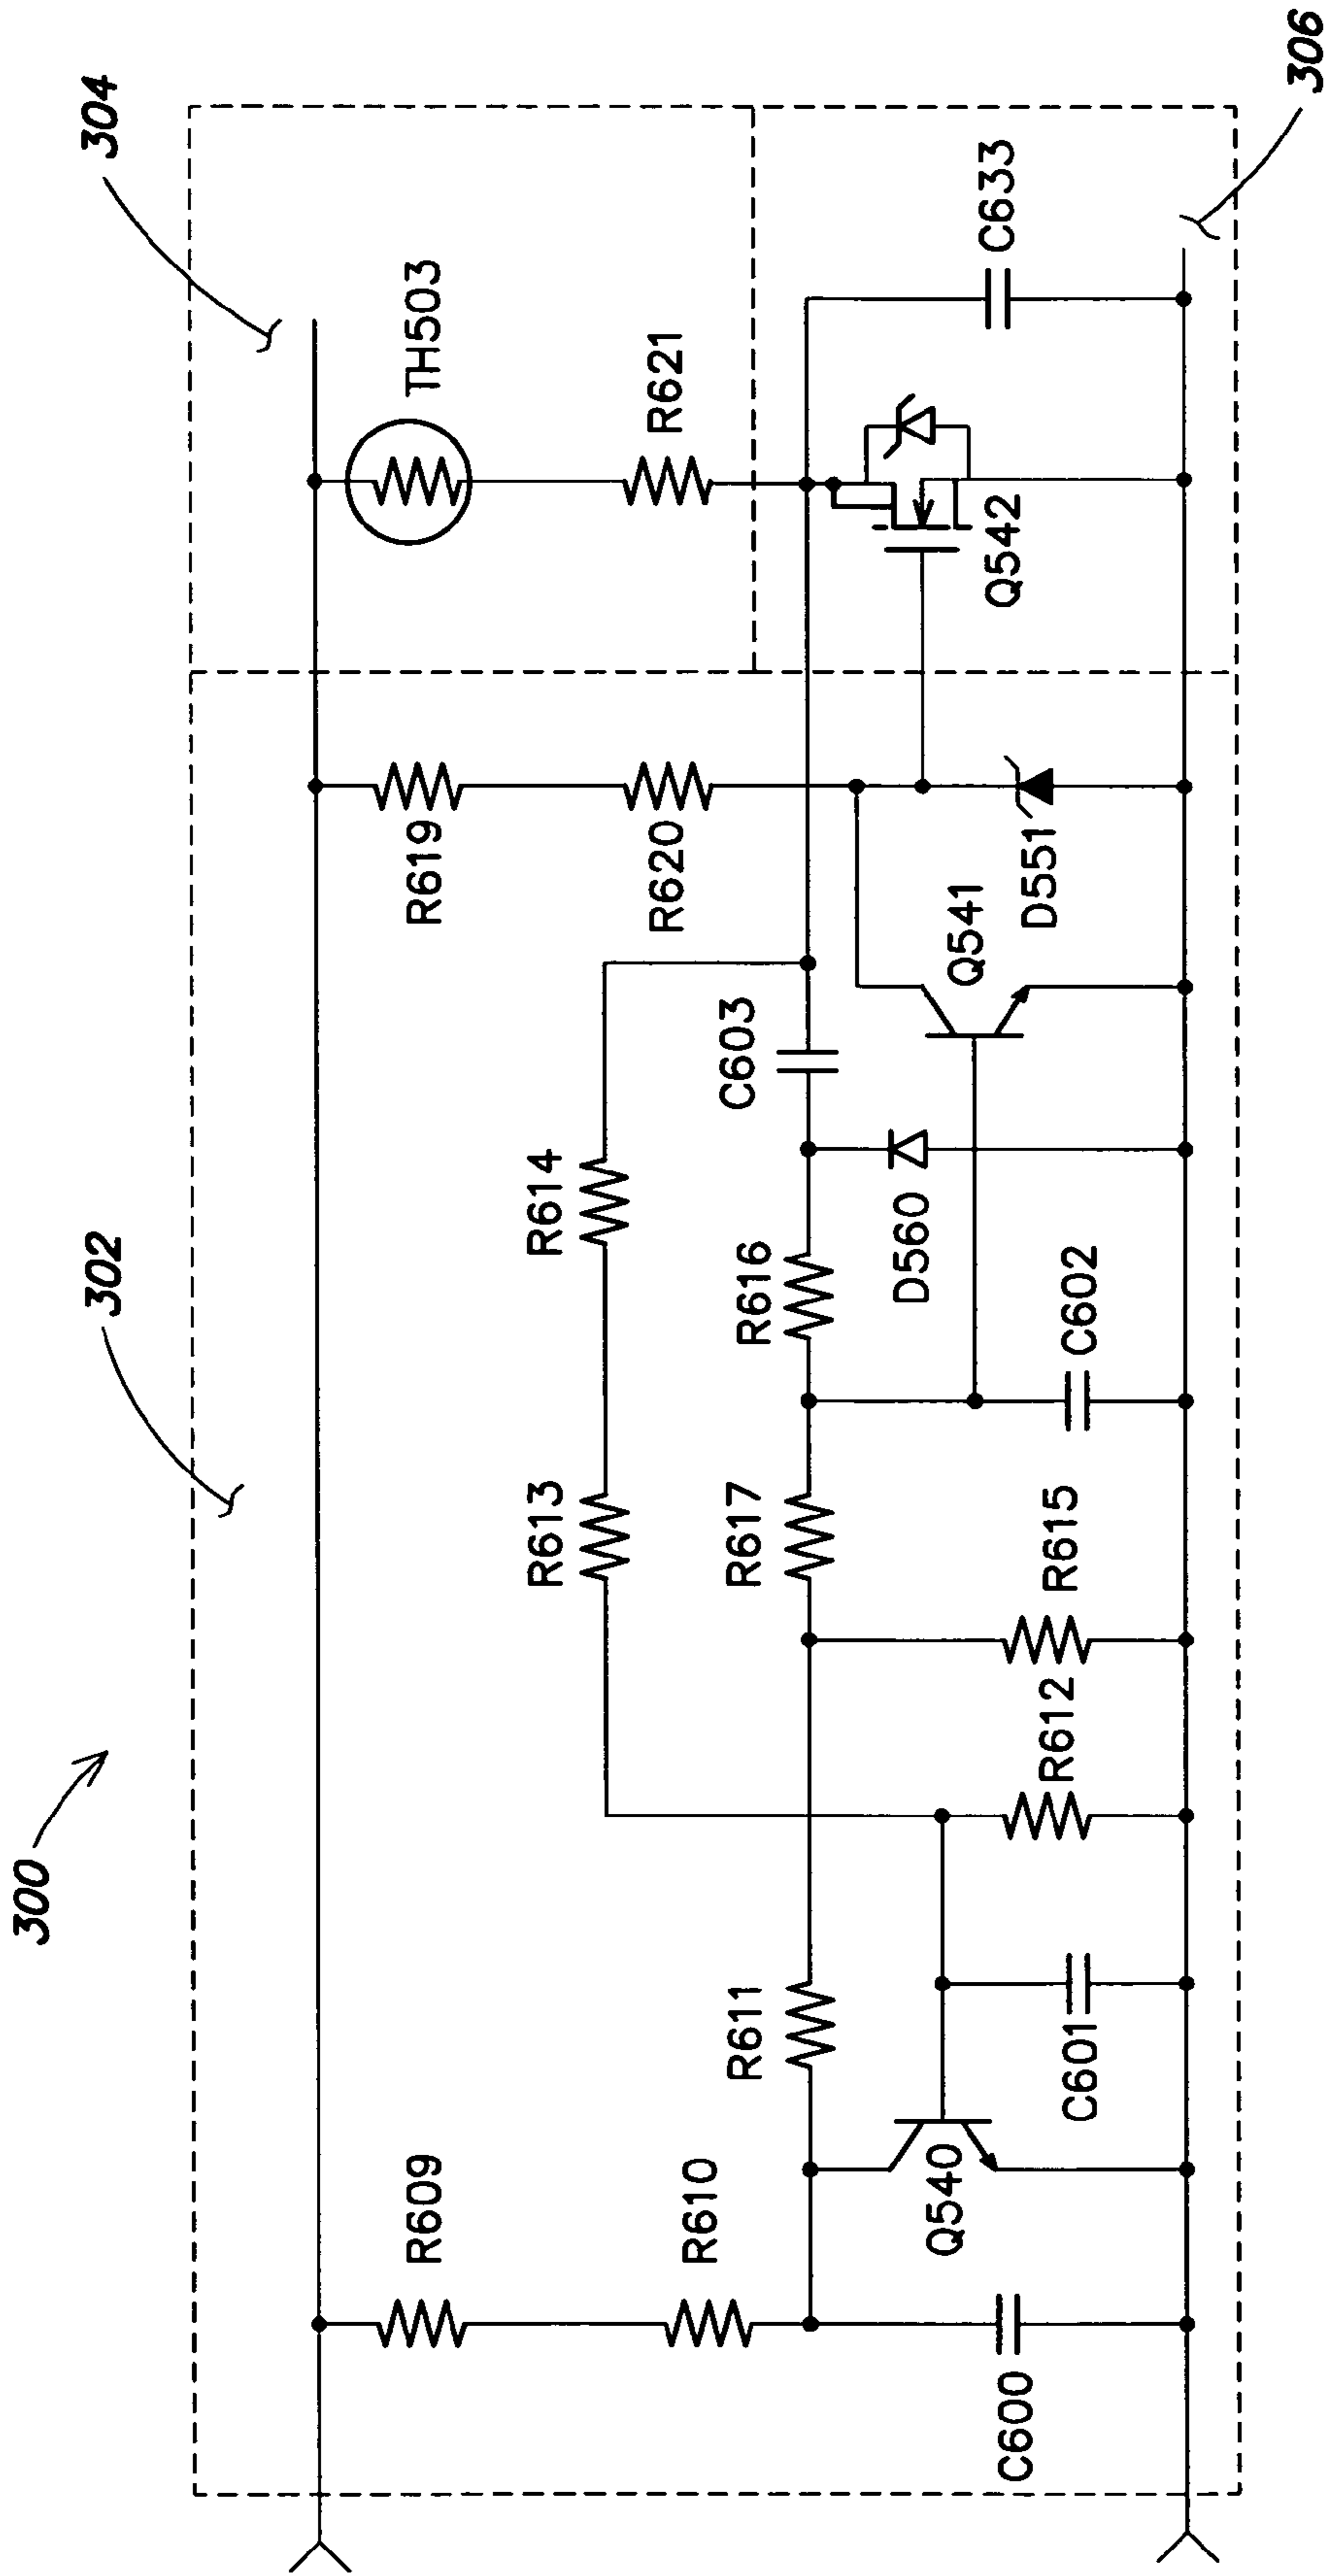 300
302
304
306
R609
R610
C600
Q540
R611
C601
R612
R615
R613
R617
R614
R616
C602
D560
C603
Q541
R619
R620
D551
TH503
R621
Q542
C633